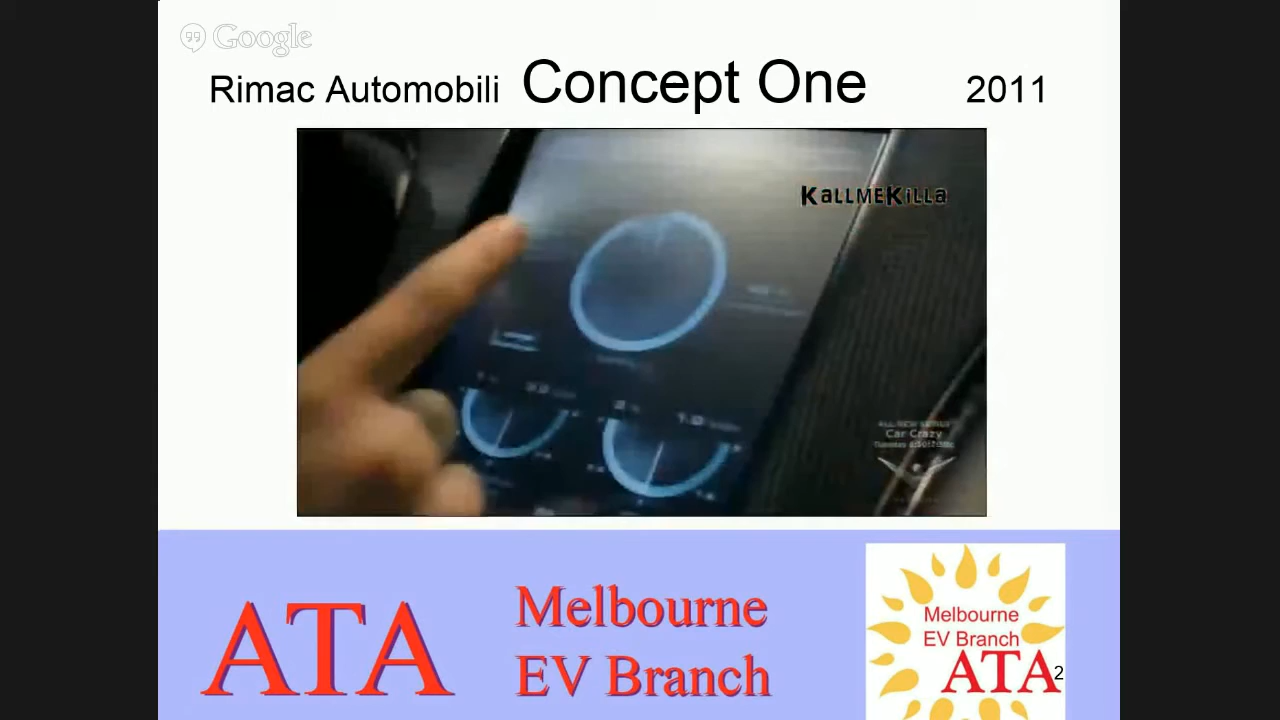 Google
Rimac Automobili Concept One 2011
KaLLMEKiLLa
Car Crazy
ATA
Melbourne
EV Branch
Melbourne
EV Branch
ATA
2